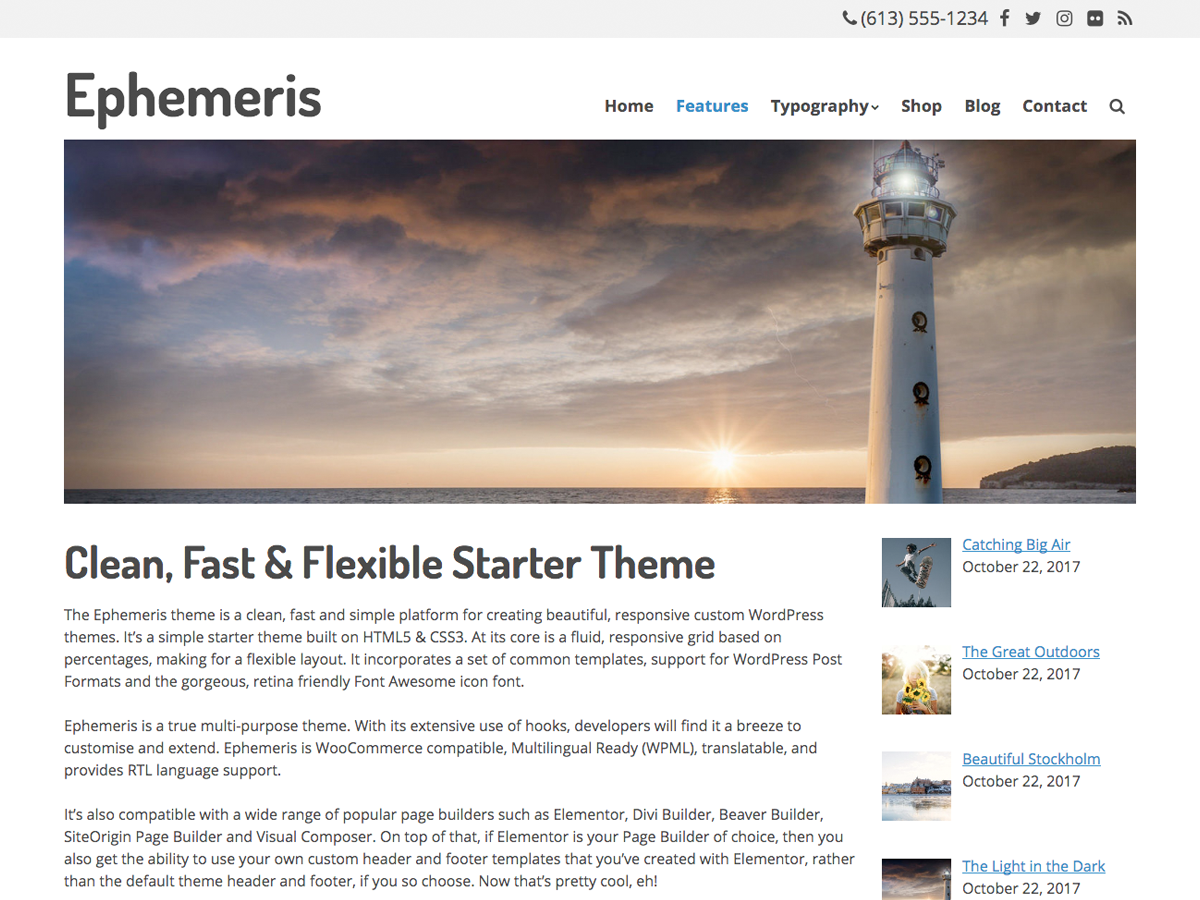 (613) 555-1234
Ephemeris
Home Features Typography Shop Blog Contact
Clean, Fast & Flexible Starter Theme
The Ephemeris theme is a clean, fast and simple platform for creating beautiful, responsive custom WordPress
themes. It’s a simple starter theme built on HTML5 & CSS3. At its core is a fluid, responsive grid based on
percentages, making for a flexible layout. It incorporates a set of common templates, support for WordPress Post
Formats and the gorgeous, retina friendly Font Awesome icon font.
Ephemeris is a true multi-purpose theme. With its extensive use of hooks, developers will find it a breeze to
customise and extend. Ephemeris is WooCommerce compatible, Multilingual Ready (WPML), translatable, and
provides RTL language support.
It’s also compatible with a wide range of popular page builders such as Elementor, Divi Builder, Beaver Builder,
SiteOrigin Page Builder and Visual Composer. On top of that, if Elementor is your Page Builder of choice, then you
also get the ability to use your own custom header and footer templates that you’ve created with Elementor, rather
than the default theme header and footer, if you so choose. Now that’s pretty cool, eh!
Catching Big Air
October 22, 2017
The Great Outdoors
October 22, 2017
Beautiful Stockholm
October 22, 2017
The Light in the Dark
October 22, 2017